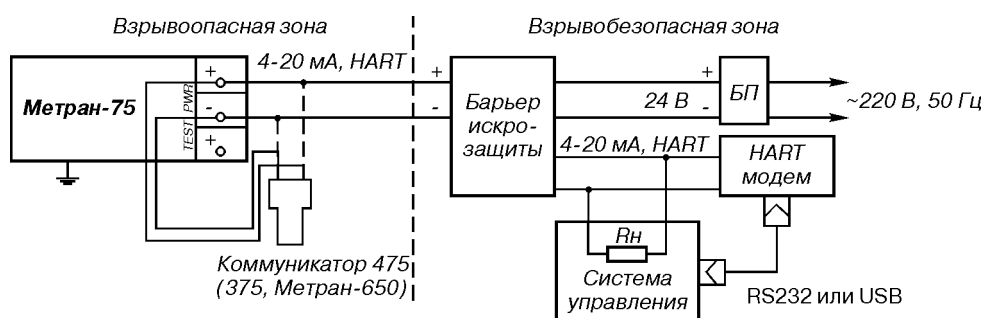 Взрывоопасная зона
Взрывобезопасная зона
4-20 мА, HART
Метран-75
+
PWR
-
TEST
+
+
-
Барьер
искро-
защиты
+
24 В
-
БП
~220 В, 50 Гц
4-20 мА, HART
HART
модем
Rн
Система
управления
RS232 или USB
Коммуникатор 475
(375, Метран-650)